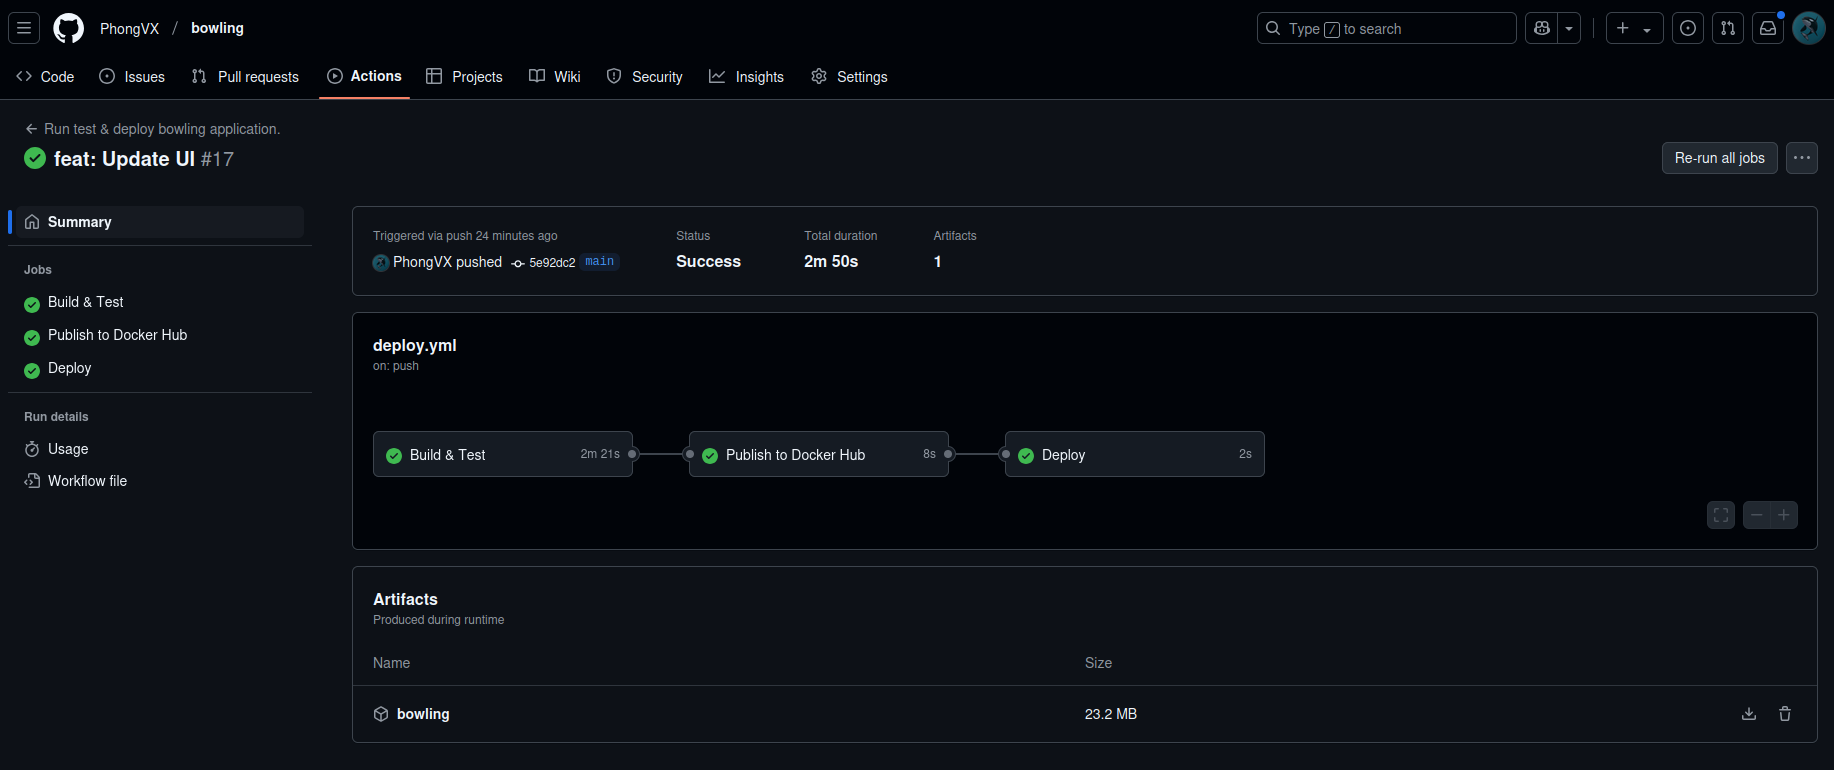 PhongVX / bowling
Type / to search
Code Issues Pull requests Actions Projects Wiki Security Insights Settings
Run test & deploy bowling application.
feat: Update UI #17
Re-run all jobs
Summary
Jobs
Build & Test
Publish to Docker Hub
Deploy
Run details
Usage
Workflow file
Triggered via push 24 minutes ago
PhongVX pushed 5e92dc2 main
Status
Success
Total duration
2m 50s
Artifacts
1
deploy.yml
on: push
Build & Test 2m 21s
Publish to Docker Hub 8s
Deploy 2s
Artifacts
Produced during runtime
Name Size
bowling 23.2 MB